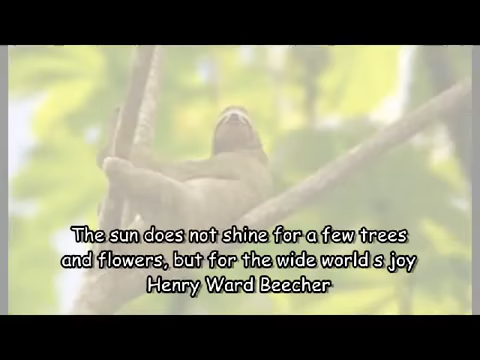 The sun does not shine for a few trees
and flowers, but for the wide world s joy
Henry Ward Beecher